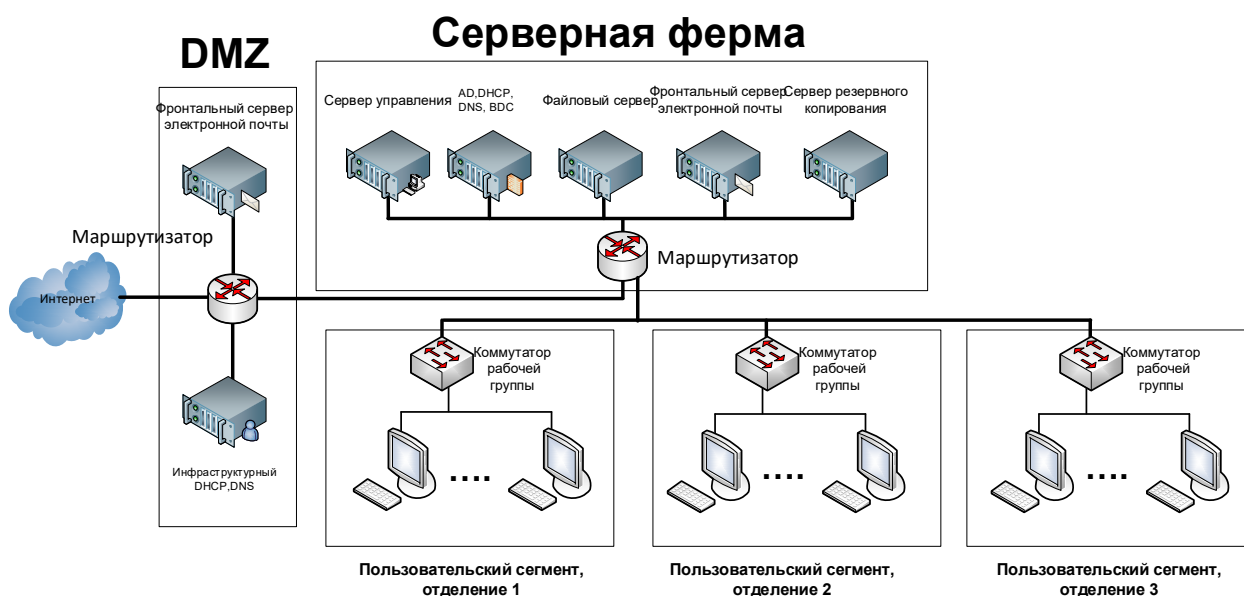 DMZ
Серверная ферма
Фронтальный сервер
электронной почты
Сервер управления
AD,DHCP,
DNS, BDC
Файловый сервер
Фронтальный сервер
электронной почты
Сервер резервного
копирования
Маршрутизатор
Маршрутизатор
Интернет
Инфраструктурный
DHCP,DNS
Коммутатор
рабочей
группы
Коммутатор
рабочей
группы
Коммутатор
рабочей
группы
....
....
....
Пользовательский сегмент,
отделение 1
Пользовательский сегмент,
отделение 2
Пользовательский сегмент,
отделение 3